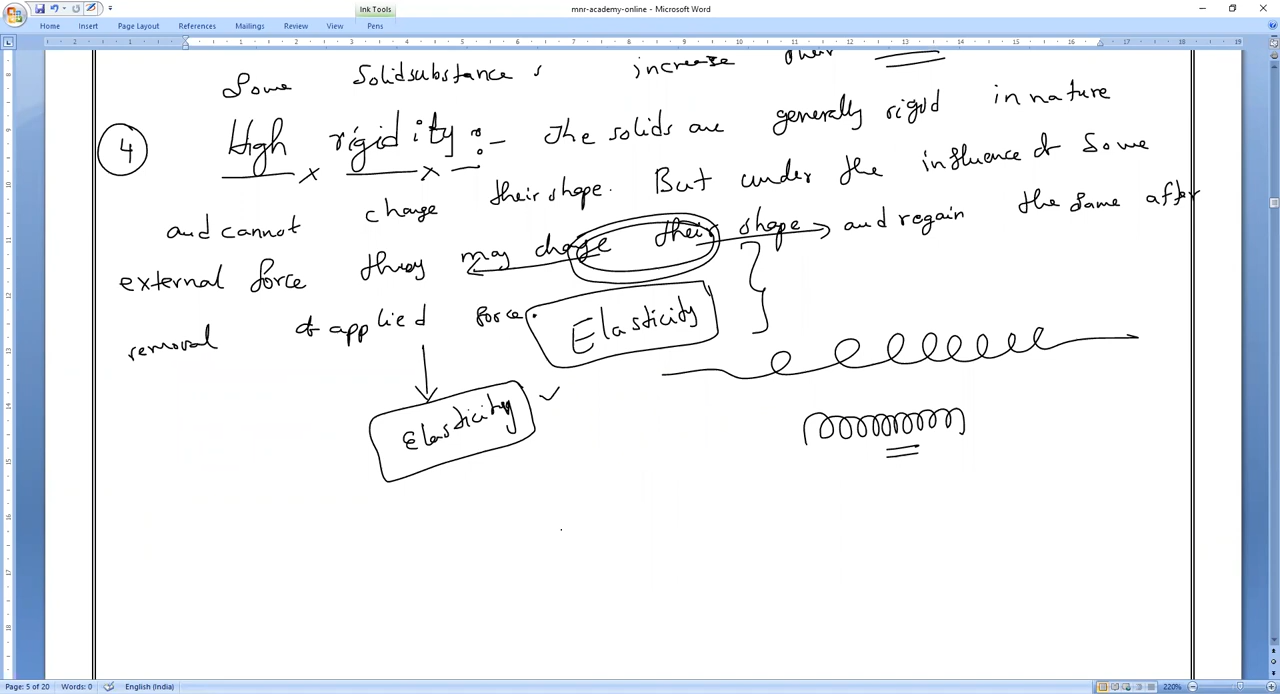 Ink Tools
mnr-academy-online - Microsoft Word
Home Insert Page Layout References Mailings Review View Pens
Some Solidsubstance s increase over
4 High rigidity :- The solids are generally rigid in nature
and cannot change their shape. But under the influence of Some
external force they may change their shape and regain the same after
removal of applied force.
Elasticity
Elasticity
Page: 5 of 20 Words: 0 English (India) 220%